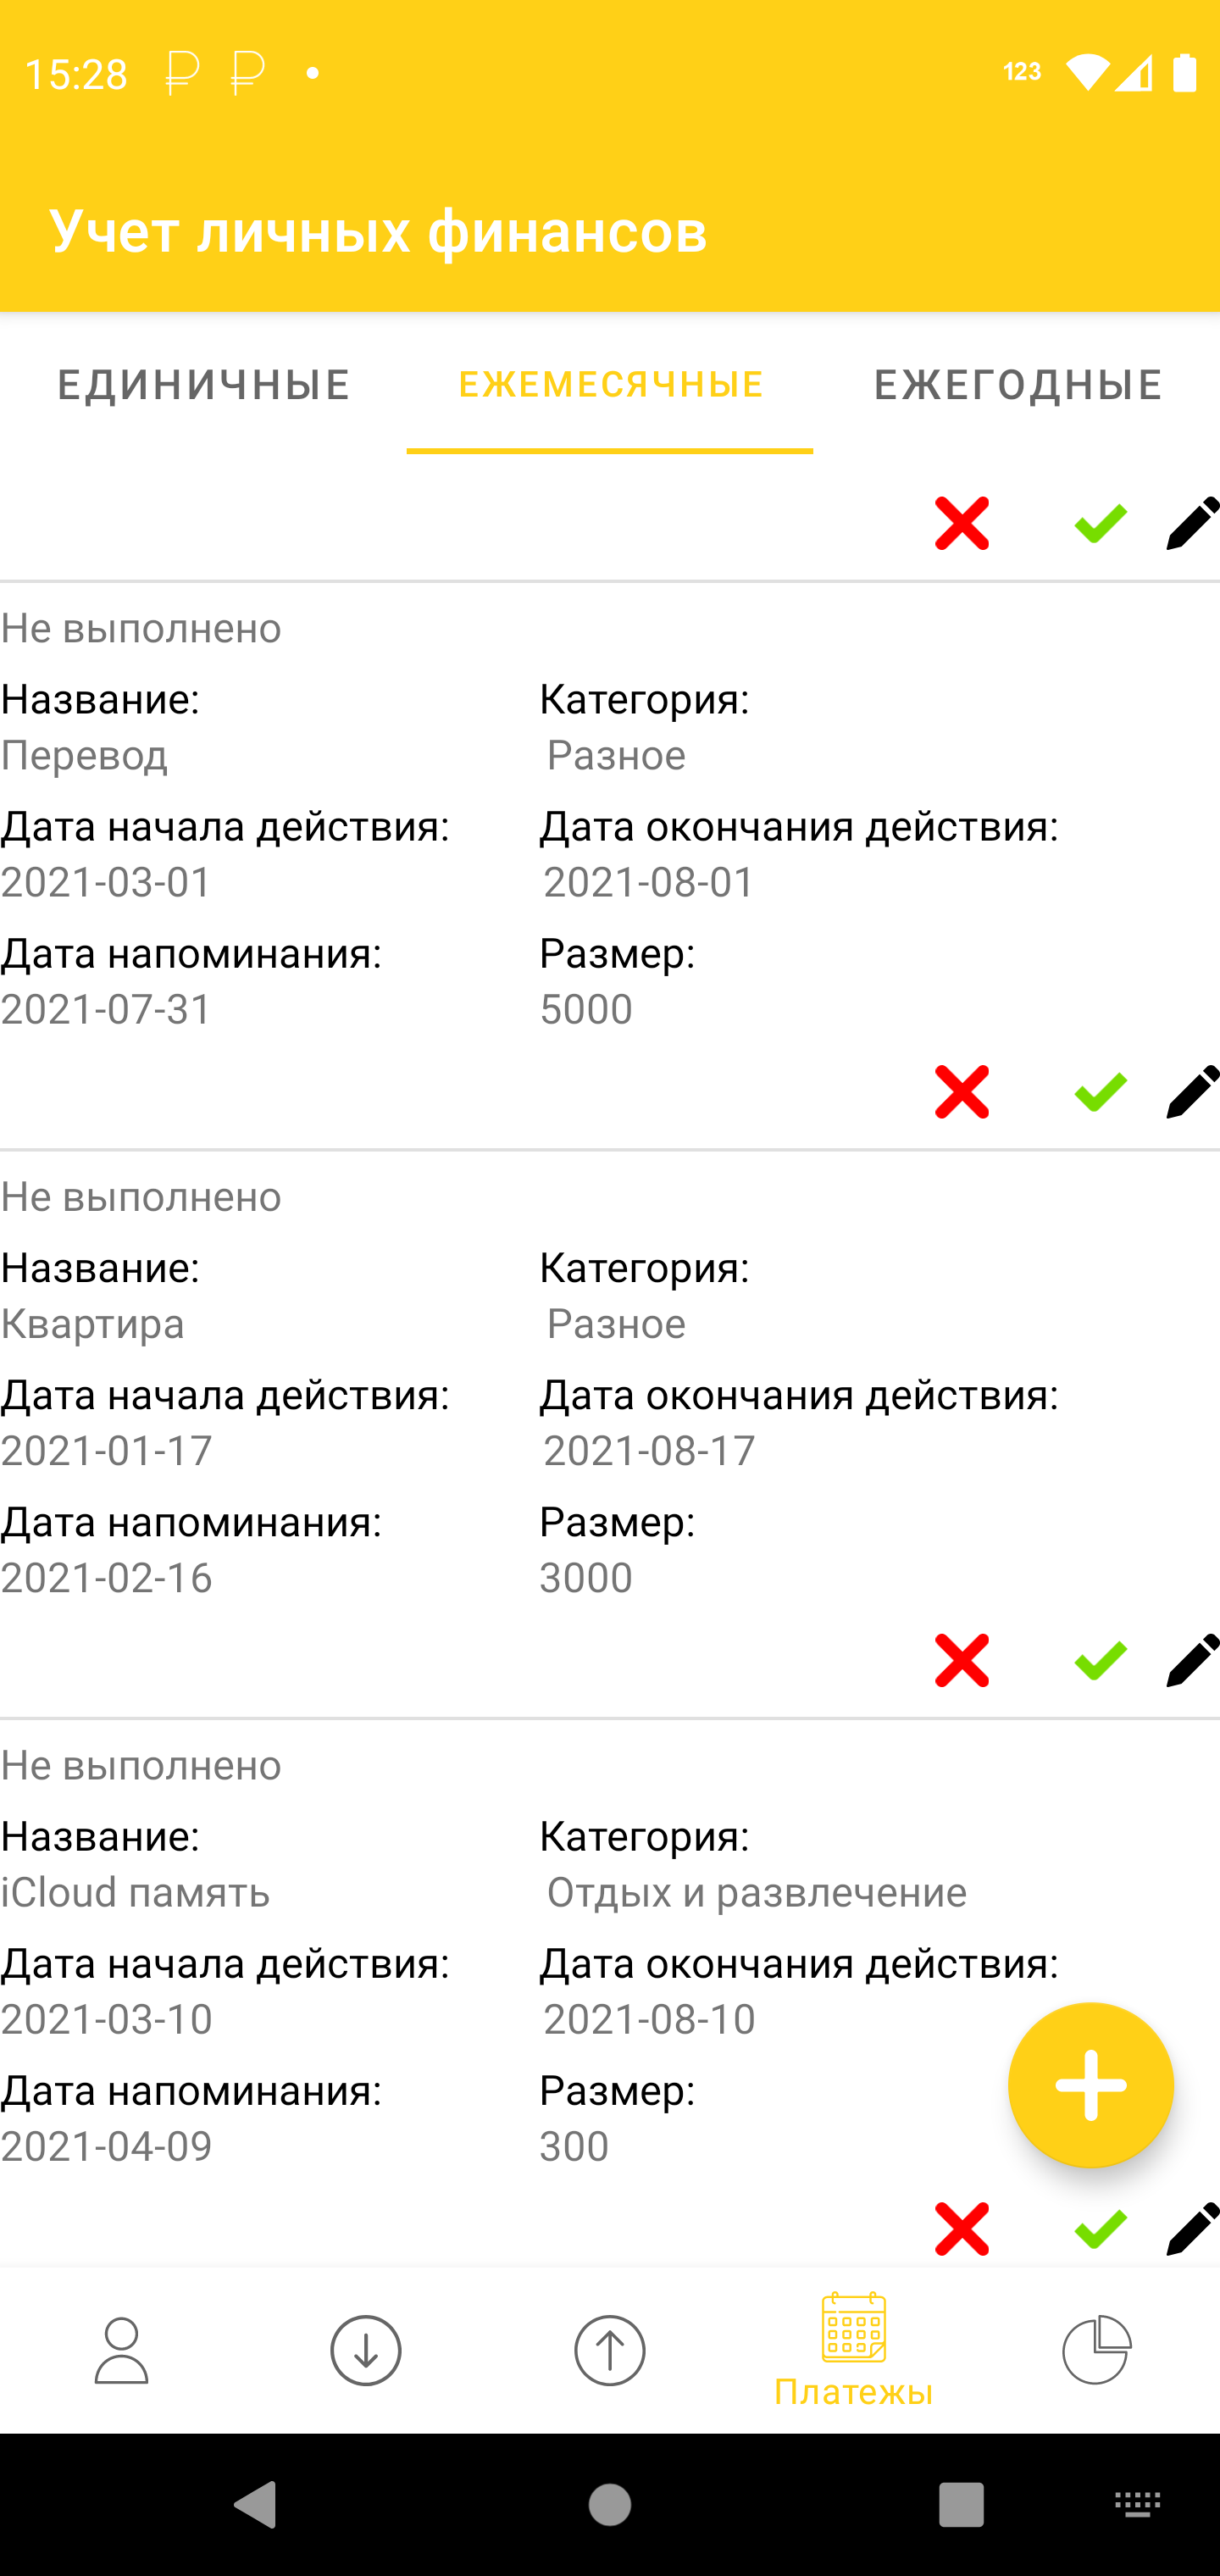 15:28 ₽ ₽ 123
Учет личных финансов
ЕДИНИЧНЫЕ ЕЖЕМЕСЯЧНЫЕ ЕЖЕГОДНЫЕ
Не выполнено
Название: Категория:
Перевод Разное
Дата начала действия: Дата окончания действия:
2021-03-01 2021-08-01
Дата напоминания: Размер:
2021-07-31 5000
Не выполнено
Название: Категория:
Квартира Разное
Дата начала действия: Дата окончания действия:
2021-01-17 2021-08-17
Дата напоминания: Размер:
2021-02-16 3000
Не выполнено
Название: Категория:
iCloud память Отдых и развлечение
Дата начала действия: Дата окончания действия:
2021-03-10 2021-08-10
Дата напоминания: Размер:
2021-04-09 300
Платежы